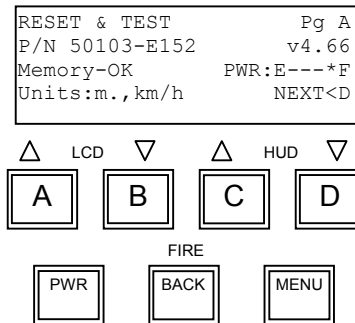 RESET & TEST Pg A
P/N 50103-E152 v4.66
Memory-OK PWR:E---*F
Units:m.,km/h NEXT<D
△ LCD ▽ △ HUD ▽
A B C D
FIRE
PWR BACK MENU